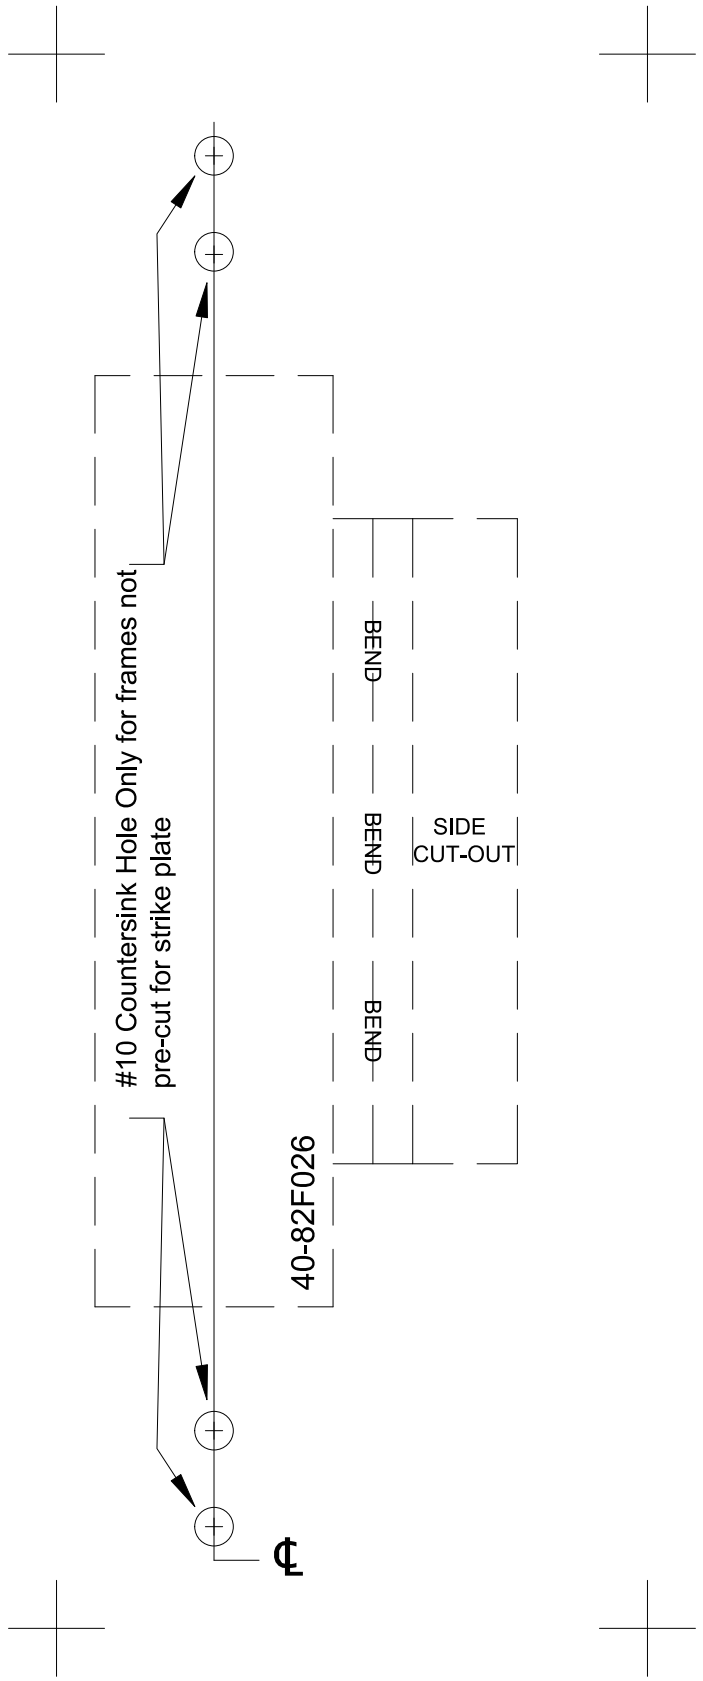 #10 Countersink Hole Only for frames not
pre-cut for strike plate
BEND
BEND
BEND
SIDE
CUT-OUT
40-82F026
℄